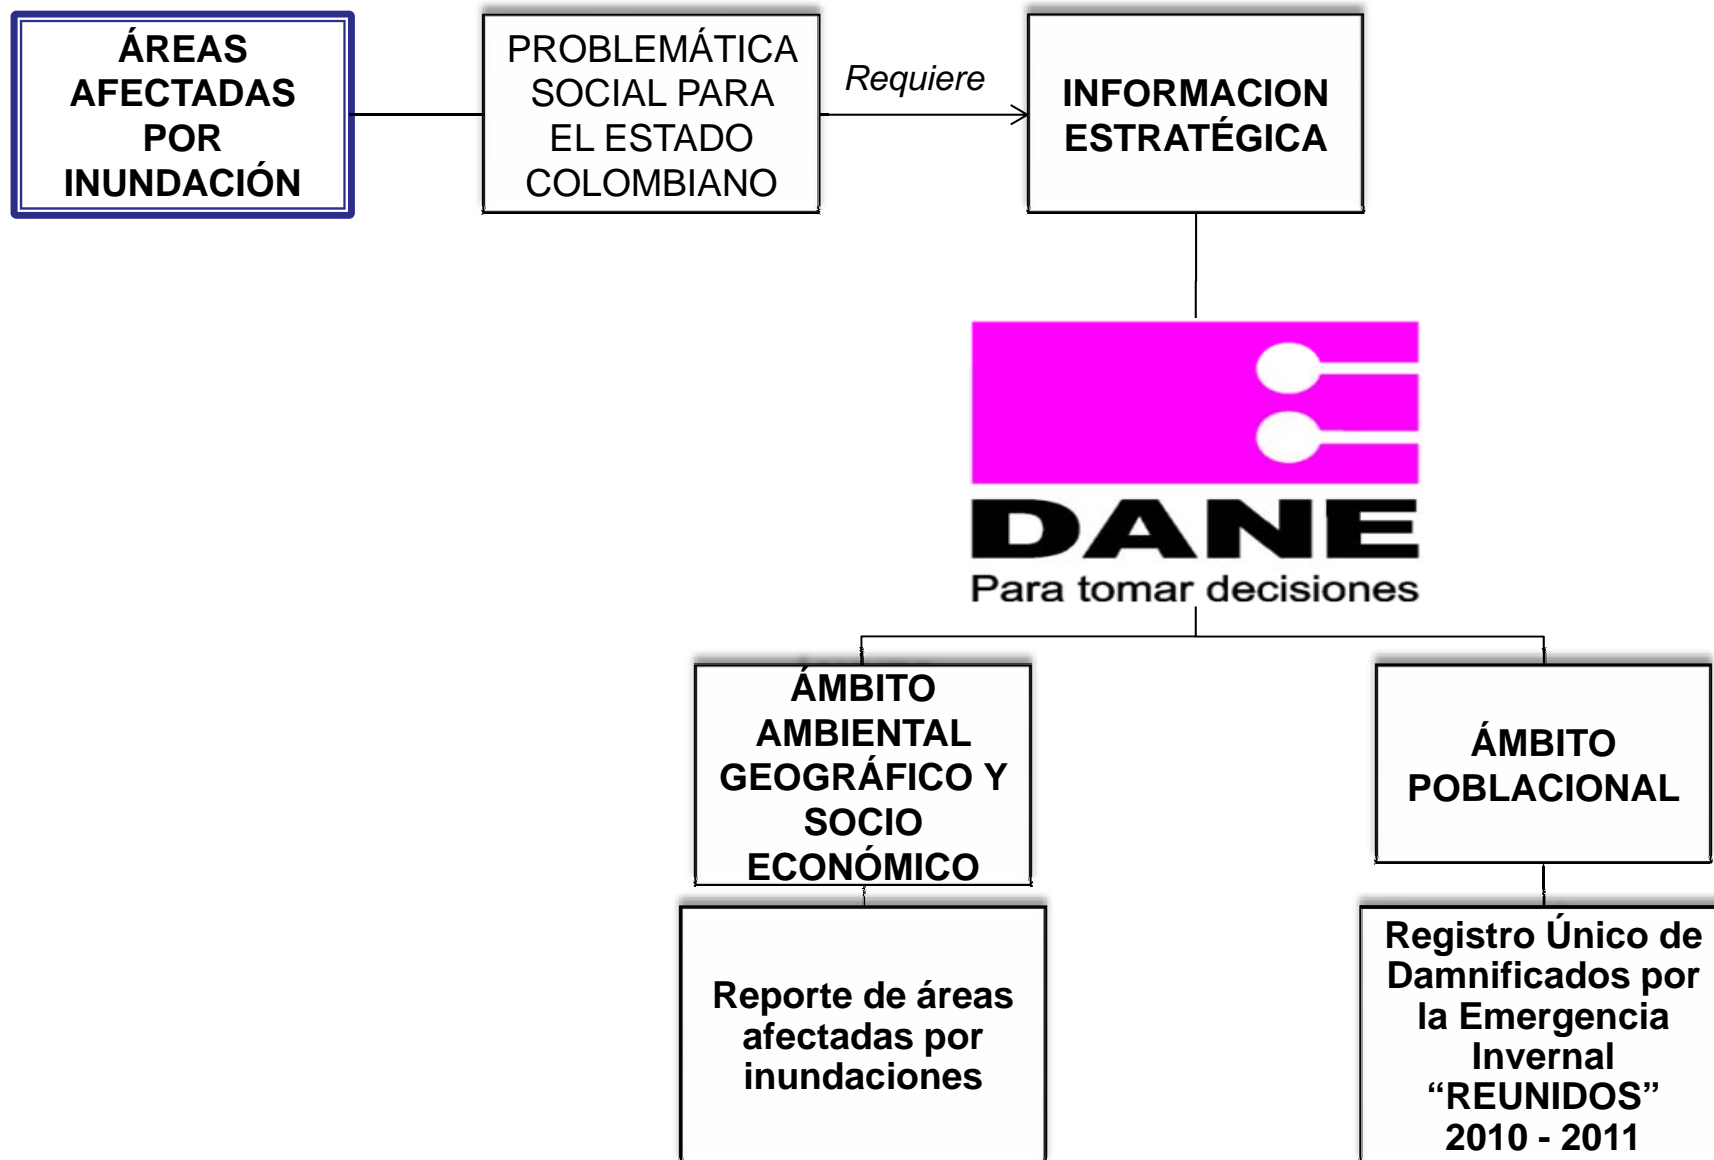 ÁREAS
AFECTADAS
POR
INUNDACIÓN
PROBLEMÁTICA
SOCIAL PARA
EL ESTADO
COLOMBIANO
Requiere
INFORMACION
ESTRATÉGICA
DANE
Para tomar decisiones
ÁMBITO
AMBIENTAL
GEOGRÁFICO Y
SOCIO
ECONÓMICO
ÁMBITO
POBLACIONAL
Reporte de áreas
afectadas por
inundaciones
Registro Único de
Damnificados por
la Emergencia
Invernal
“REUNIDOS”
2010 - 2011